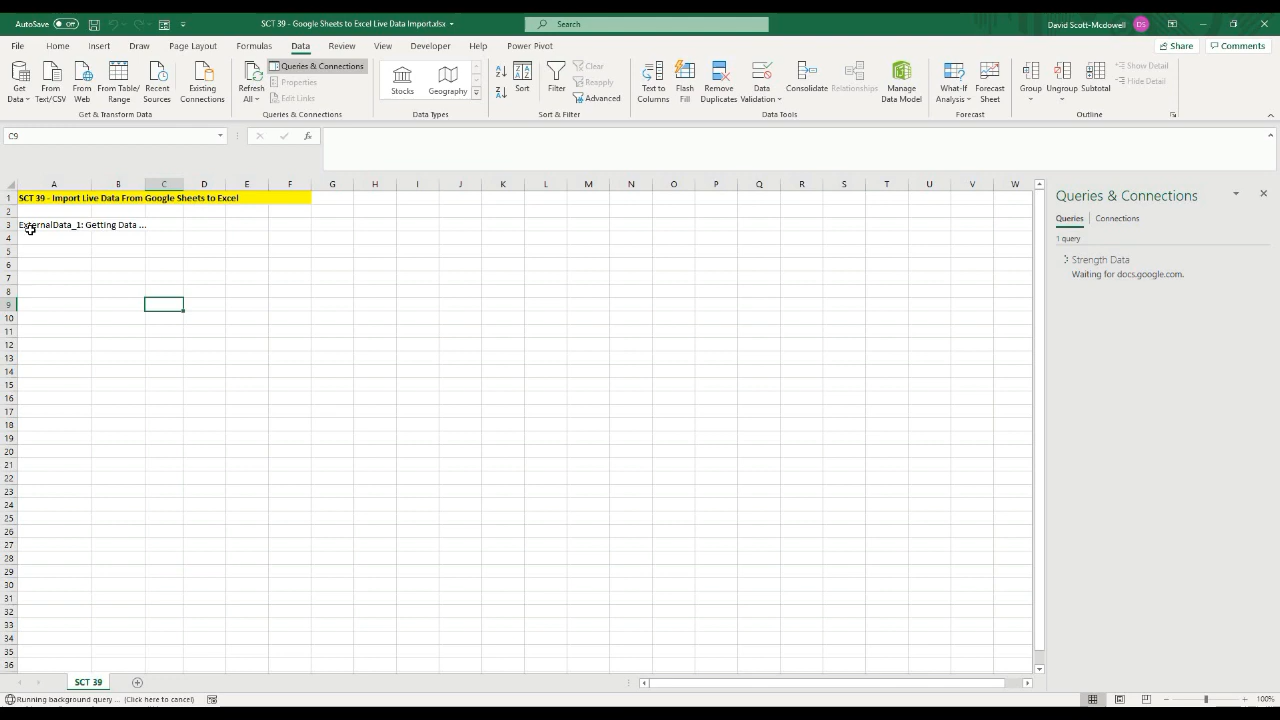 AutoSave Off
SCT 39 - Google Sheets to Excel Live Data Import.xlsx
Search
David Scott-Mcdowell DS
File Home Insert Draw Page Layout Formulas Data Review View Developer Help Power Pivot
Share Comments
Get Data
From Text/CSV
From Web
From Table/ Range
Recent Sources
Existing Connections
Get & Transform Data
Refresh All
Queries & Connections
Properties
Edit Links
Queries & Connections
Stocks
Geography
Data Types
Sort
Filter
Clear
Reapply
Advanced
Sort & Filter
Text to Columns
Flash Fill
Remove Duplicates
Data Validation
Consolidate
Relationships
Manage Data Model
Data Tools
What-If Analysis
Forecast Sheet
Forecast
Group
Ungroup
Subtotal
Show Detail
Hide Detail
Outline
C9
fx
A B C D E F G H I J K L M N O P Q R S T U V W
1 SCT 39 - Import Live Data From Google Sheets to Excel
2
3 ExternalData_1: Getting Data ...
4
5
6
7
8
9
10
11
12
13
14
15
16
17
18
19
20
21
22
23
24
25
26
27
28
29
30
31
32
33
34
35
36
Queries & Connections
Queries Connections
1 query
Strength Data
Waiting for docs.google.com.
SCT 39
Running background query ... (Click here to cancel)
100%